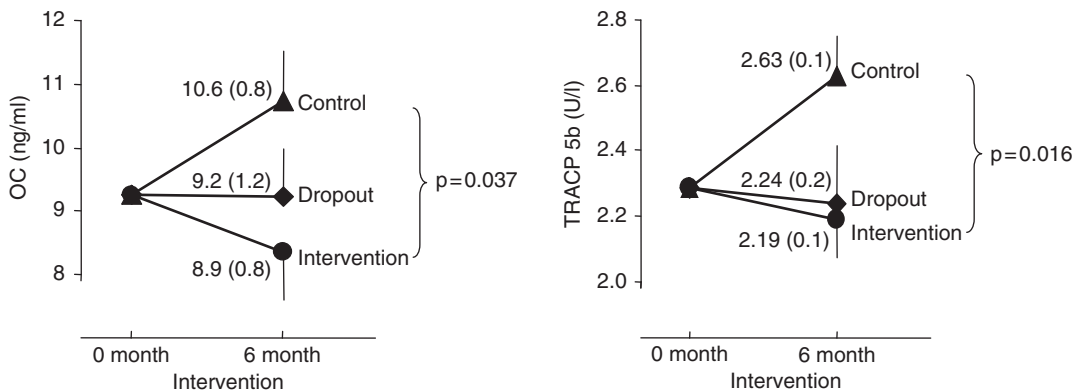 12
11
10
9
8
OC (ng/ml)
10.6 (0.8)
Control
9.2 (1.2)
Dropout
8.9 (0.8)
Intervention
p=0.037
0 month
6 month
Intervention
2.8
2.6
2.4
2.2
2.0
TRACP 5b (U/l)
2.63 (0.1)
Control
2.24 (0.2)
Dropout
2.19 (0.1)
Intervention
p=0.016
0 month
6 month
Intervention